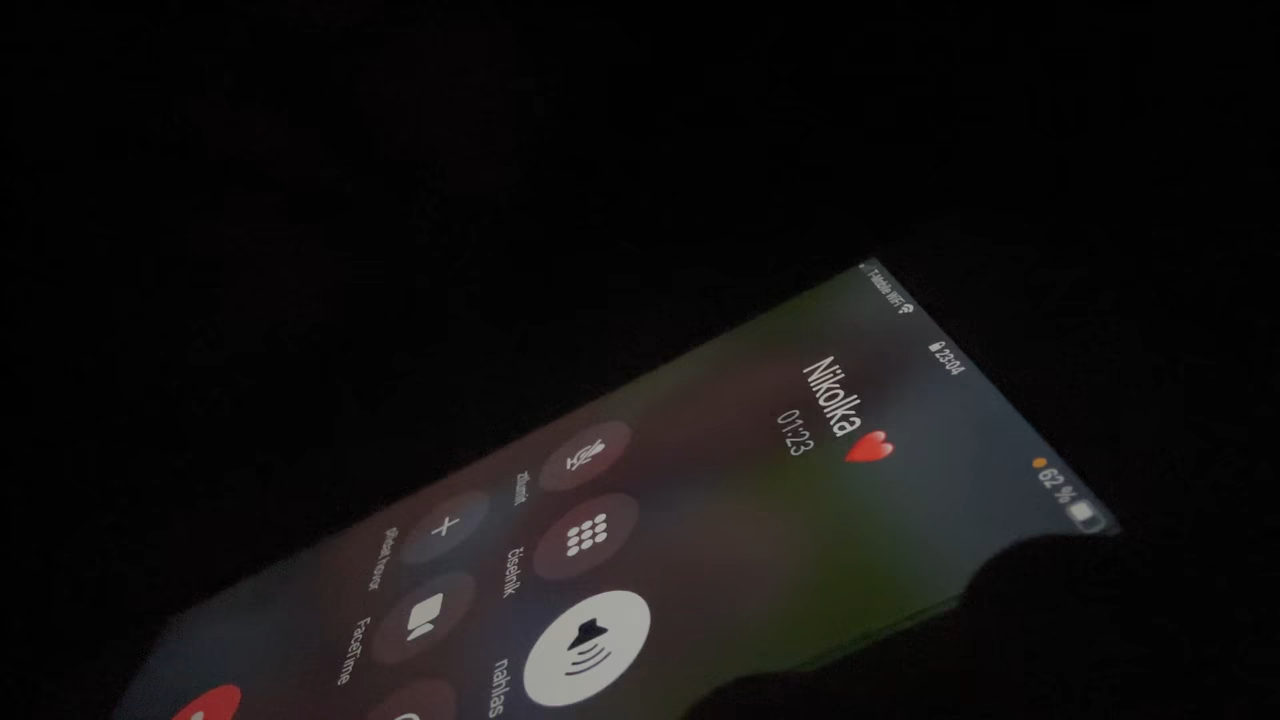 T-Mobile WiFi 23:04 62 %
Nikolka ❤️
01:23
ztlumit číselník nahlas
přidat hovor FaceTime